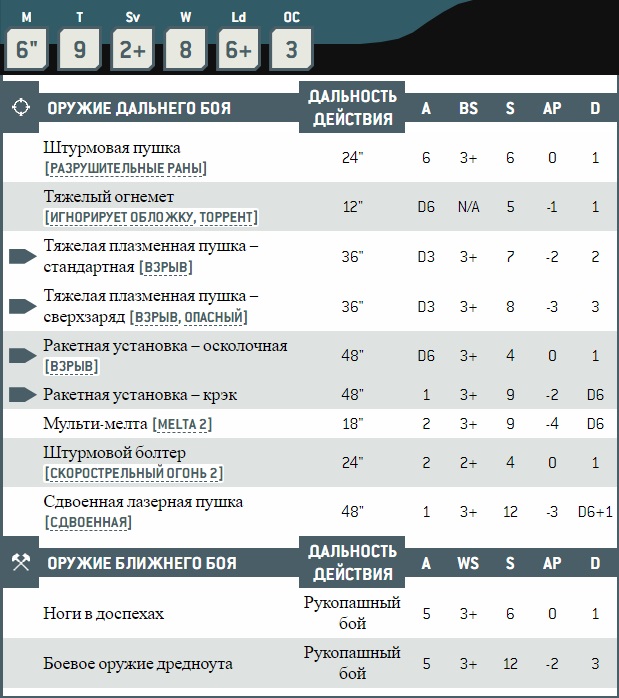 M T Sv W Ld OC
6" 9 2+ 8 6+ 3
ОРУЖИЕ ДАЛЬНЕГО БОЯ ДАЛЬНОСТЬ ДЕЙСТВИЯ A BS S AP D
Штурмовая пушка
[РАЗРУШИТЕЛЬНЫЕ РАНЫ] 24" 6 3+ 6 0 1
Тяжелый огнемет
[ИГНОРИРУЕТ ОБЛОЖКУ, ТОРРЕНТ] 12" D6 N/A 5 -1 1
Тяжелая плазменная пушка –
стандартная [ВЗРЫВ] 36" D3 3+ 7 -2 2
Тяжелая плазменная пушка –
сверхзаряд [ВЗРЫВ, ОПАСНЫЙ] 36" D3 3+ 8 -3 3
Ракетная установка – осколочная
[ВЗРЫВ] 48" D6 3+ 4 0 1
Ракетная установка – крэк 48" 1 3+ 9 -2 D6
Мульти-мелта [MELTA 2] 18" 2 3+ 9 -4 D6
Штурмовой болтер
[СКОРОСТРЕЛЬНЫЙ ОГОНЬ 2] 24" 2 2+ 4 0 1
Сдвоенная лазерная пушка
[СДВОЕННАЯ] 48" 1 3+ 12 -3 D6+1
ОРУЖИЕ БЛИЖНЕГО БОЯ ДАЛЬНОСТЬ ДЕЙСТВИЯ A WS S AP D
Ноги в доспехах Рукопашный бой 5 3+ 6 0 1
Боевое оружие дредноута Рукопашный бой 5 3+ 12 -2 3